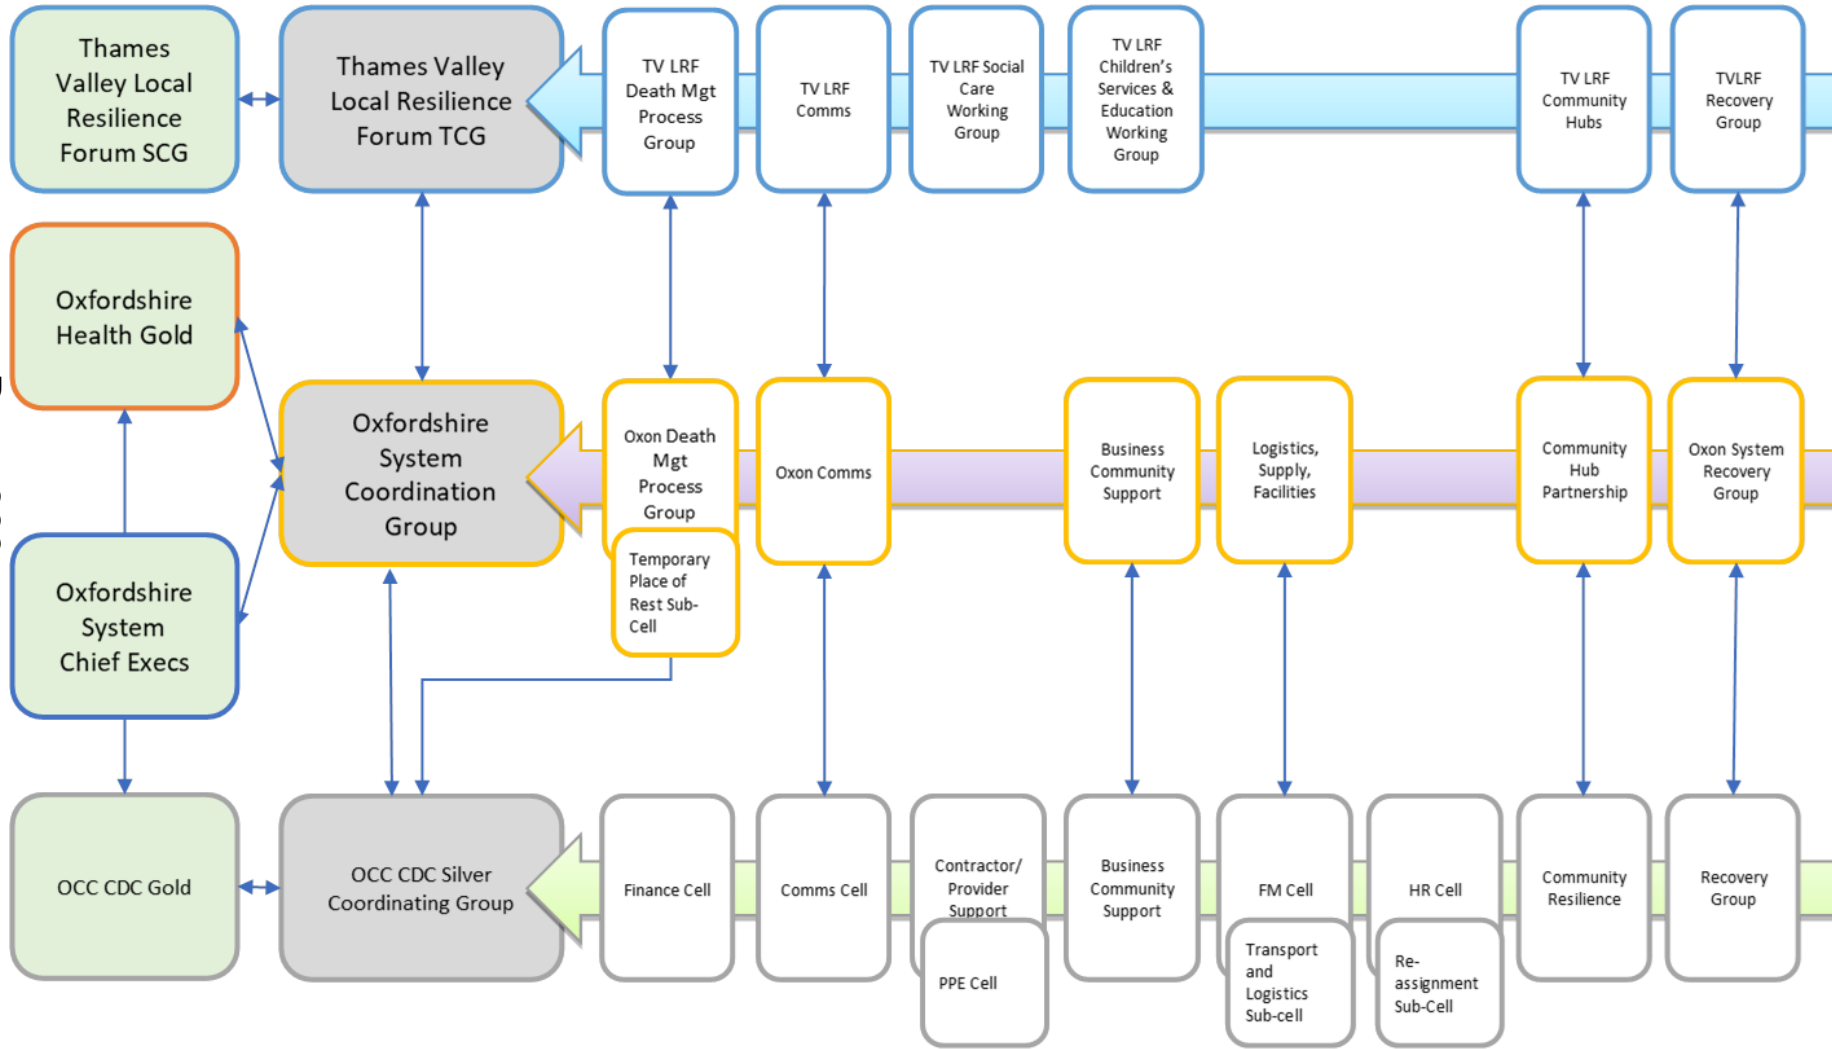 Thames
Valley Local
Resilience
Forum SCG
Thames Valley
Local Resilience
Forum TCG
TV LRF
Death Mgt
Process
Group
TV LRF
Comms
TV LRF Social
Care
Working
Group
TV LRF
Children's
Services &
Education
Working
Group
TV LRF
Community
Hubs
TVLRF
Recovery
Group
Oxfordshire
Health Gold
Oxfordshire
System
Coordination
Group
Oxon Death
Mgt
Process
Group
Temporary
Place of
Rest Sub-
Cell
Oxon Comms
Business
Community
Support
Logistics,
Supply,
Facilities
Community
Hub
Partnership
Oxon System
Recovery
Group
Oxfordshire
System
Chief Execs
OCC CDC Gold
OCC CDC Silver
Coordinating Group
Finance Cell
Comms Cell
Contractor/
Provider
Support
PPE Cell
Business
Community
Support
FM Cell
Transport
and
Logistics
Sub-cell
HR Cell
Re-
assignment
Sub-Cell
Community
Resilience
Recovery
Group